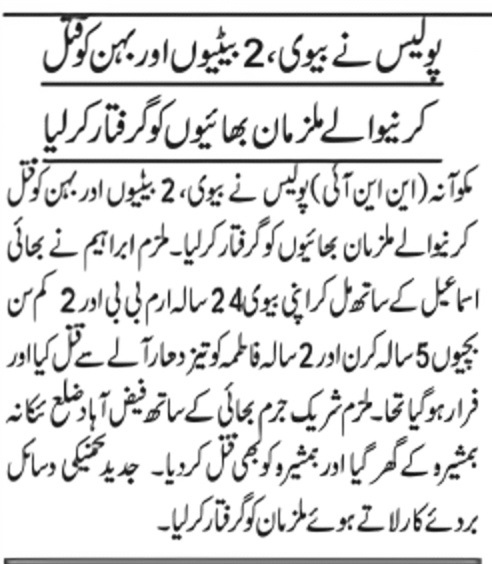 پولیس نے بیوی، 2 بیٹیوں اور بہن کو قتل
کرنیوالے ملزمان بھائیوں کو گرفتار کرلیا
مکوآنہ (این این آئی) پولیس نے بیوی، 2 بیٹیوں اور بہن کو قتل
کرنیوالے ملزمان بھائیوں کو گرفتار کرلیا۔ ملزم ابراہیم نے بھائی
اسماعیل کے ساتھ مل کر اپنی بیوی 24 سالہ ارم بی بی اور 2 کم سن
بچیوں 5 سالہ کرن اور 2 سالہ فاطمہ کو تیز دھار آلے سے قتل کیا اور
فرار ہوگیا تھا۔ ملزم شریک جرم بھائی کے ساتھ فیض آباد ضلع ننکانہ
ہمشیرہ کے گھر گیا اور ہمشیرہ کو بھی قتل کردیا۔ جدید تکنیکی وسائل
بروئے کار لاتے ہوئے ملزمان کو گرفتار کرلیا۔